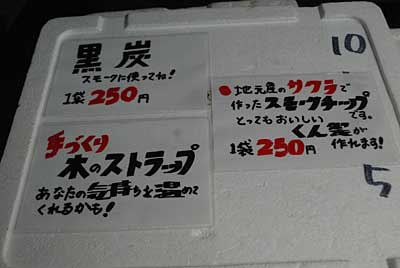 黒炭
スモークに使ってね!
1袋250円
手づくり
木のストラップ
あなたの気持ちを温めて
くれるかも!
●地元産のサクラで
作ったスモークチップ
です。
とってもおいしい
くん製が
作れます!
1袋250円
10
5